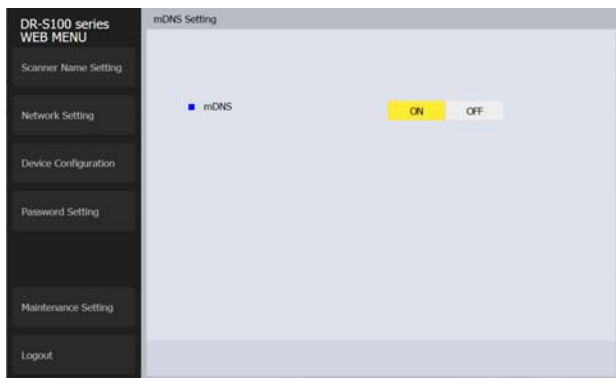 DR-S100 series
WEB MENU
mDNS Setting
Scanner Name Setting
mDNS
ON
OFF
Network Setting
Device Configuration
Password Setting
Maintenance Setting
Logout